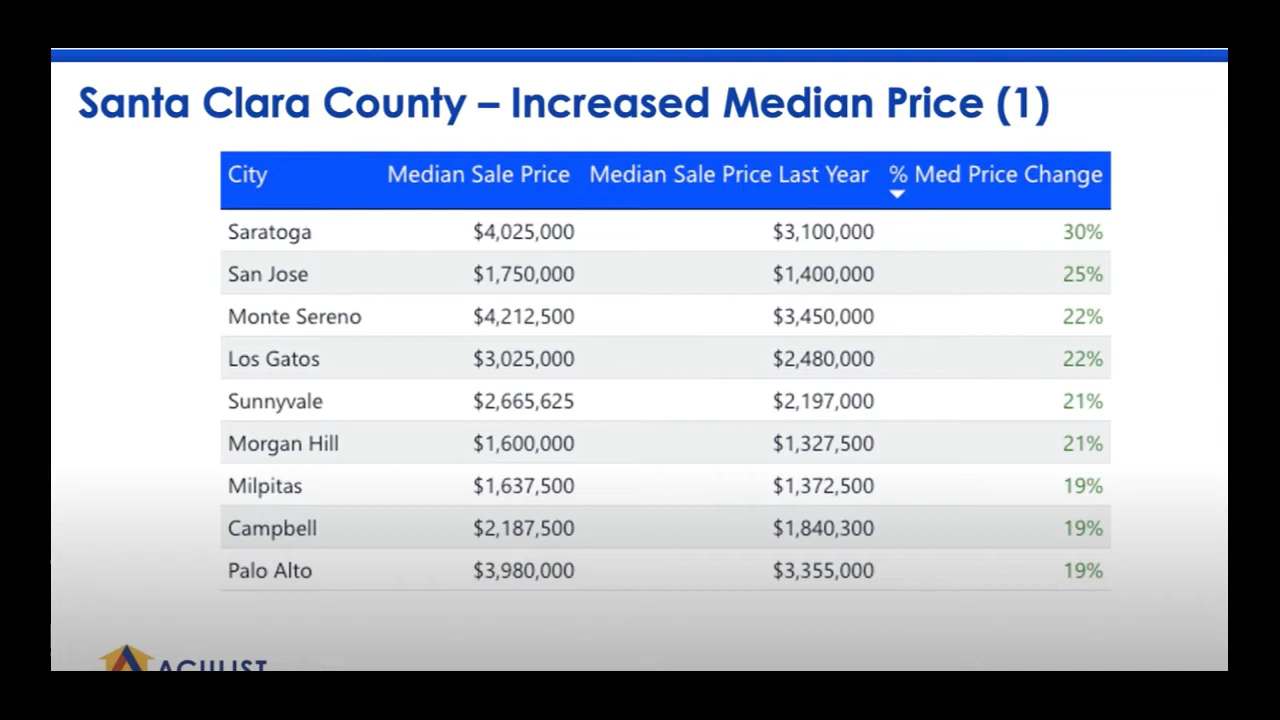 Santa Clara County – Increased Median Price (1)
City Median Sale Price Median Sale Price Last Year % Med Price Change
Saratoga $4,025,000 $3,100,000 30%
San Jose $1,750,000 $1,400,000 25%
Monte Sereno $4,212,500 $3,450,000 22%
Los Gatos $3,025,000 $2,480,000 22%
Sunnyvale $2,665,625 $2,197,000 21%
Morgan Hill $1,600,000 $1,327,500 21%
Milpitas $1,637,500 $1,372,500 19%
Campbell $2,187,500 $1,840,300 19%
Palo Alto $3,980,000 $3,355,000 19%